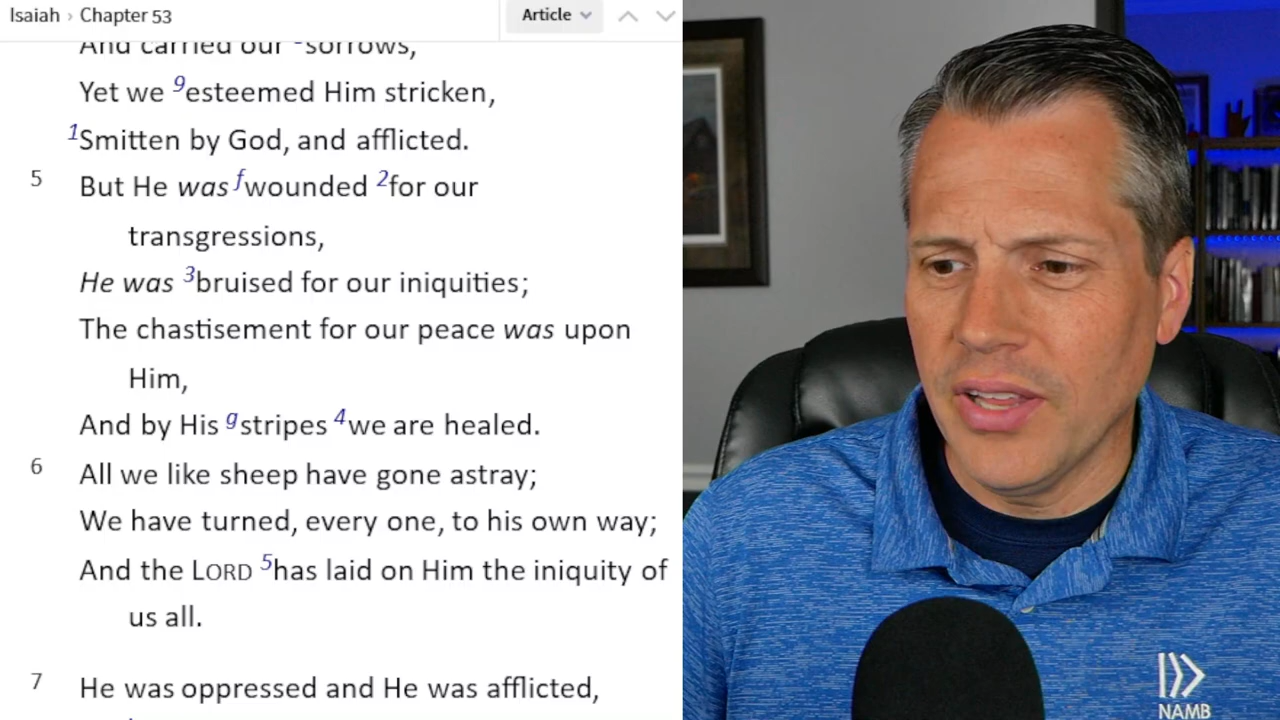 Isaiah › Chapter 53
Article
And carried our sorrows,
Yet we 9esteemed Him stricken,
1Smitten by God, and afflicted.
5 But He was fwounded 2for our
transgressions,
He was 3bruised for our iniquities;
The chastisement for our peace was upon
Him,
And by His gstripes 4we are healed.
6 All we like sheep have gone astray;
We have turned, every one, to his own way;
And the LORD 5has laid on Him the iniquity of
us all.
7 He was oppressed and He was afflicted,
NAMB